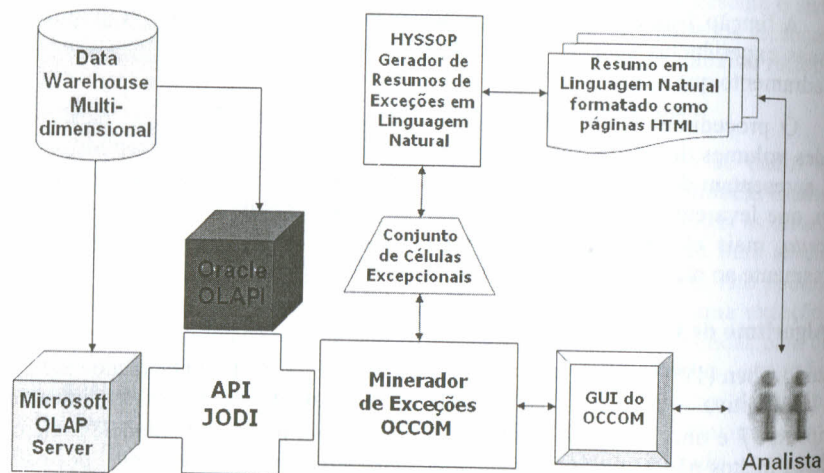 Data
Warehouse
Multi-
dimensional
HYSSOP
Gerador de
Resumos de
Exceções em
Linguagem
Natural
Resumo em
Linguagem Natural
formatado como
páginas HTML
Conjunto
de Células
Excepcionais
Oracle
OLAPI
Microsoft
OLAP
Server
API
JODI
Minerador
de Exceções
OCCOM
GUI do
OCCOM
Analista